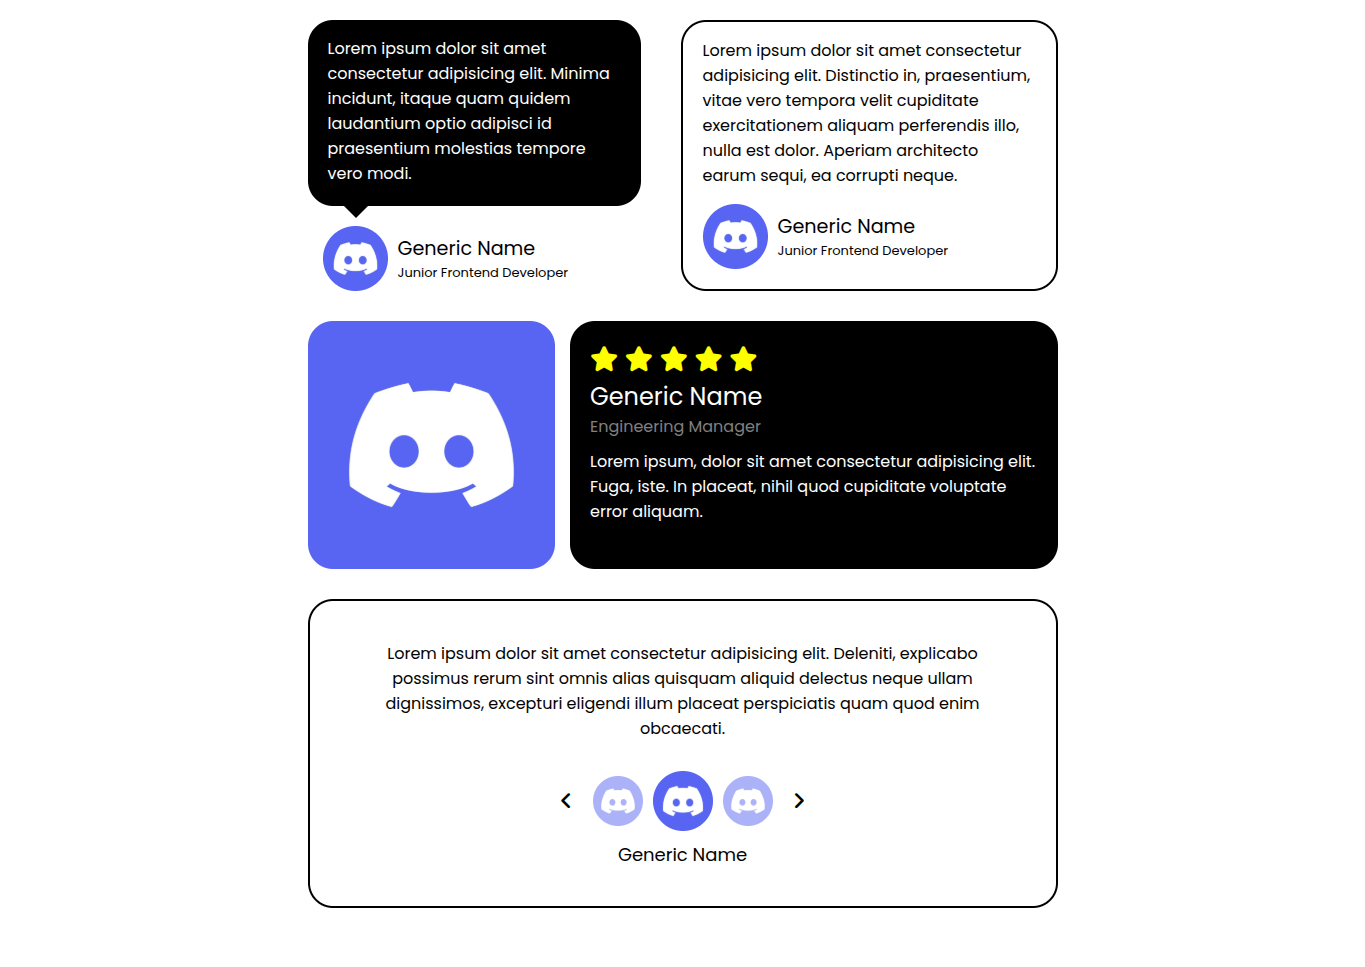 Lorem ipsum dolor sit amet
consectetur adipisicing elit. Minima
incidunt, itaque quam quidem
laudantium optio adipisci id
praesentium molestias tempore
vero modi.
Generic Name
Junior Frontend Developer
Lorem ipsum dolor sit amet consectetur
adipisicing elit. Distinctio in, praesentium,
vitae vero tempora velit cupiditate
exercitationem aliquam perferendis illo,
nulla est dolor. Aperiam architecto
earum sequi, ea corrupti neque.
Generic Name
Junior Frontend Developer
Generic Name
Engineering Manager
Lorem ipsum, dolor sit amet consectetur adipisicing elit.
Fuga, iste. In placeat, nihil quod cupiditate voluptate
error aliquam.
Lorem ipsum dolor sit amet consectetur adipisicing elit. Deleniti, explicabo
possimus rerum sint omnis alias quisquam aliquid delectus neque ullam
dignissimos, excepturi eligendi illum placeat perspiciatis quam quod enim
obcaecati.
Generic Name